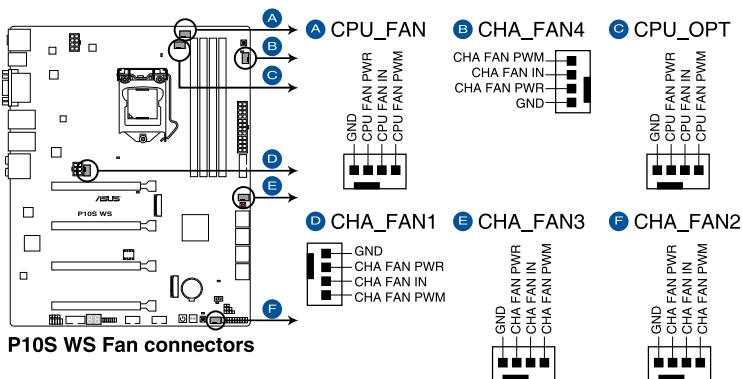 A
B
C
D
E
F
ASUS
P10S WS
P10S WS Fan connectors
A CPU_FAN
GND
CPU FAN PWR
CPU FAN IN
CPU FAN PWM
B CHA_FAN4
CHA FAN PWM
CHA FAN IN
CHA FAN PWR
GND
C CPU_OPT
GND
CPU FAN PWR
CPU FAN IN
CPU FAN PWM
D CHA_FAN1
GND
CHA FAN PWR
CHA FAN IN
CHA FAN PWM
E CHA_FAN3
GND
CHA FAN PWR
CHA FAN IN
CHA FAN PWM
F CHA_FAN2
GND
CHA FAN PWR
CHA FAN IN
CHA FAN PWM